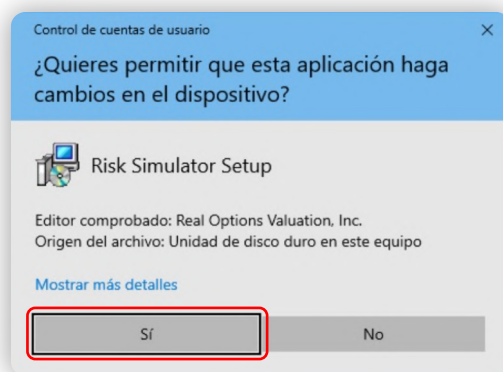 Control de cuentas de usuario
¿Quieres permitir que esta aplicación haga
cambios en el dispositivo?
Risk Simulator Setup
Editor comprobado: Real Options Valuation, Inc.
Origen del archivo: Unidad de disco duro en este equipo
Mostrar más detalles
Sí
No